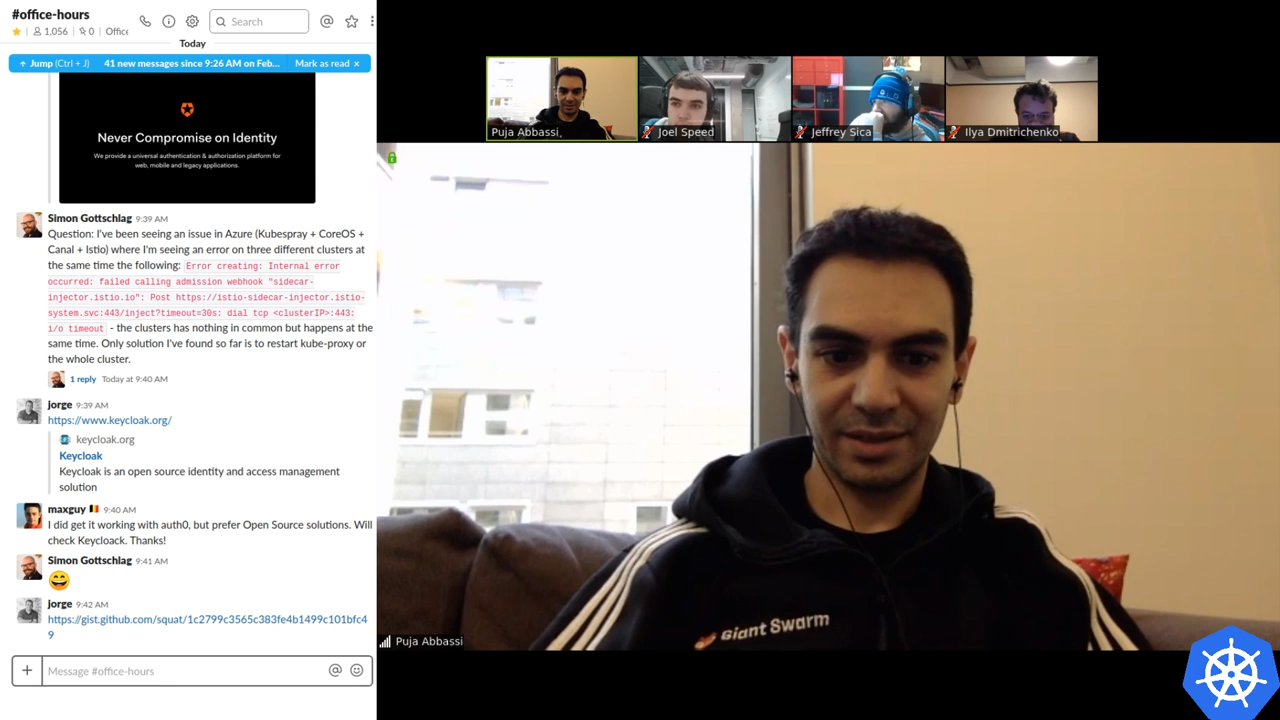 #office-hours
1,056
0
Office
Search
Today
Jump (Ctrl + J)
41 new messages since 9:26 AM on Feb...
Mark as read ×
Never Compromise on Identity
We provide a universal authentication & authorization platform for
web, mobile and legacy applications.
Simon Gottschlag 9:39 AM
Question: I've been seeing an issue in Azure (Kubespray + CoreOS +
Canal + Istio) where I'm seeing an error on three different clusters at
the same time the following: Error creating: Internal error
occurred: failed calling admission webhook "sidecar-
injector.istio.io": Post https://istio-sidecar-injector.istio-
system.svc:443/inject?timeout=30s: dial tcp <clusterIP>:443:
i/o timeout - the clusters has nothing in common but happens at the
same time. Only solution I've found so far is to restart kube-proxy or
the whole cluster.
1 reply Today at 9:40 AM
jorge 9:39 AM
https://www.keycloak.org/
keycloak.org
Keycloak
Keycloak is an open source identity and access management
solution
maxguy 9:40 AM
I did get it working with auth0, but prefer Open Source solutions. Will
check Keycloack. Thanks!
Simon Gottschlag 9:41 AM
jorge 9:42 AM
https://gist.github.com/squat/1c2799c3565c383fe4b1499c101bfc4
9
Message #office-hours
Puja Abbassi,
Joel Speed
Jeffrey Sica
Ilya Dmitrichenko
Giant Swarm
Puja Abbassi